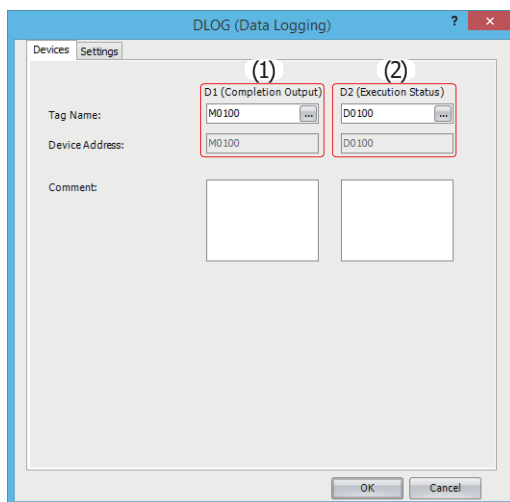 DLOG (Data Logging)
? ×
Devices Settings
(1) (2)
D1 (Completion Output) D2 (Execution Status)
Tag Name: M0100 ... D0100 ...
Device Address: M0100 D0100
Comment:
OK Cancel